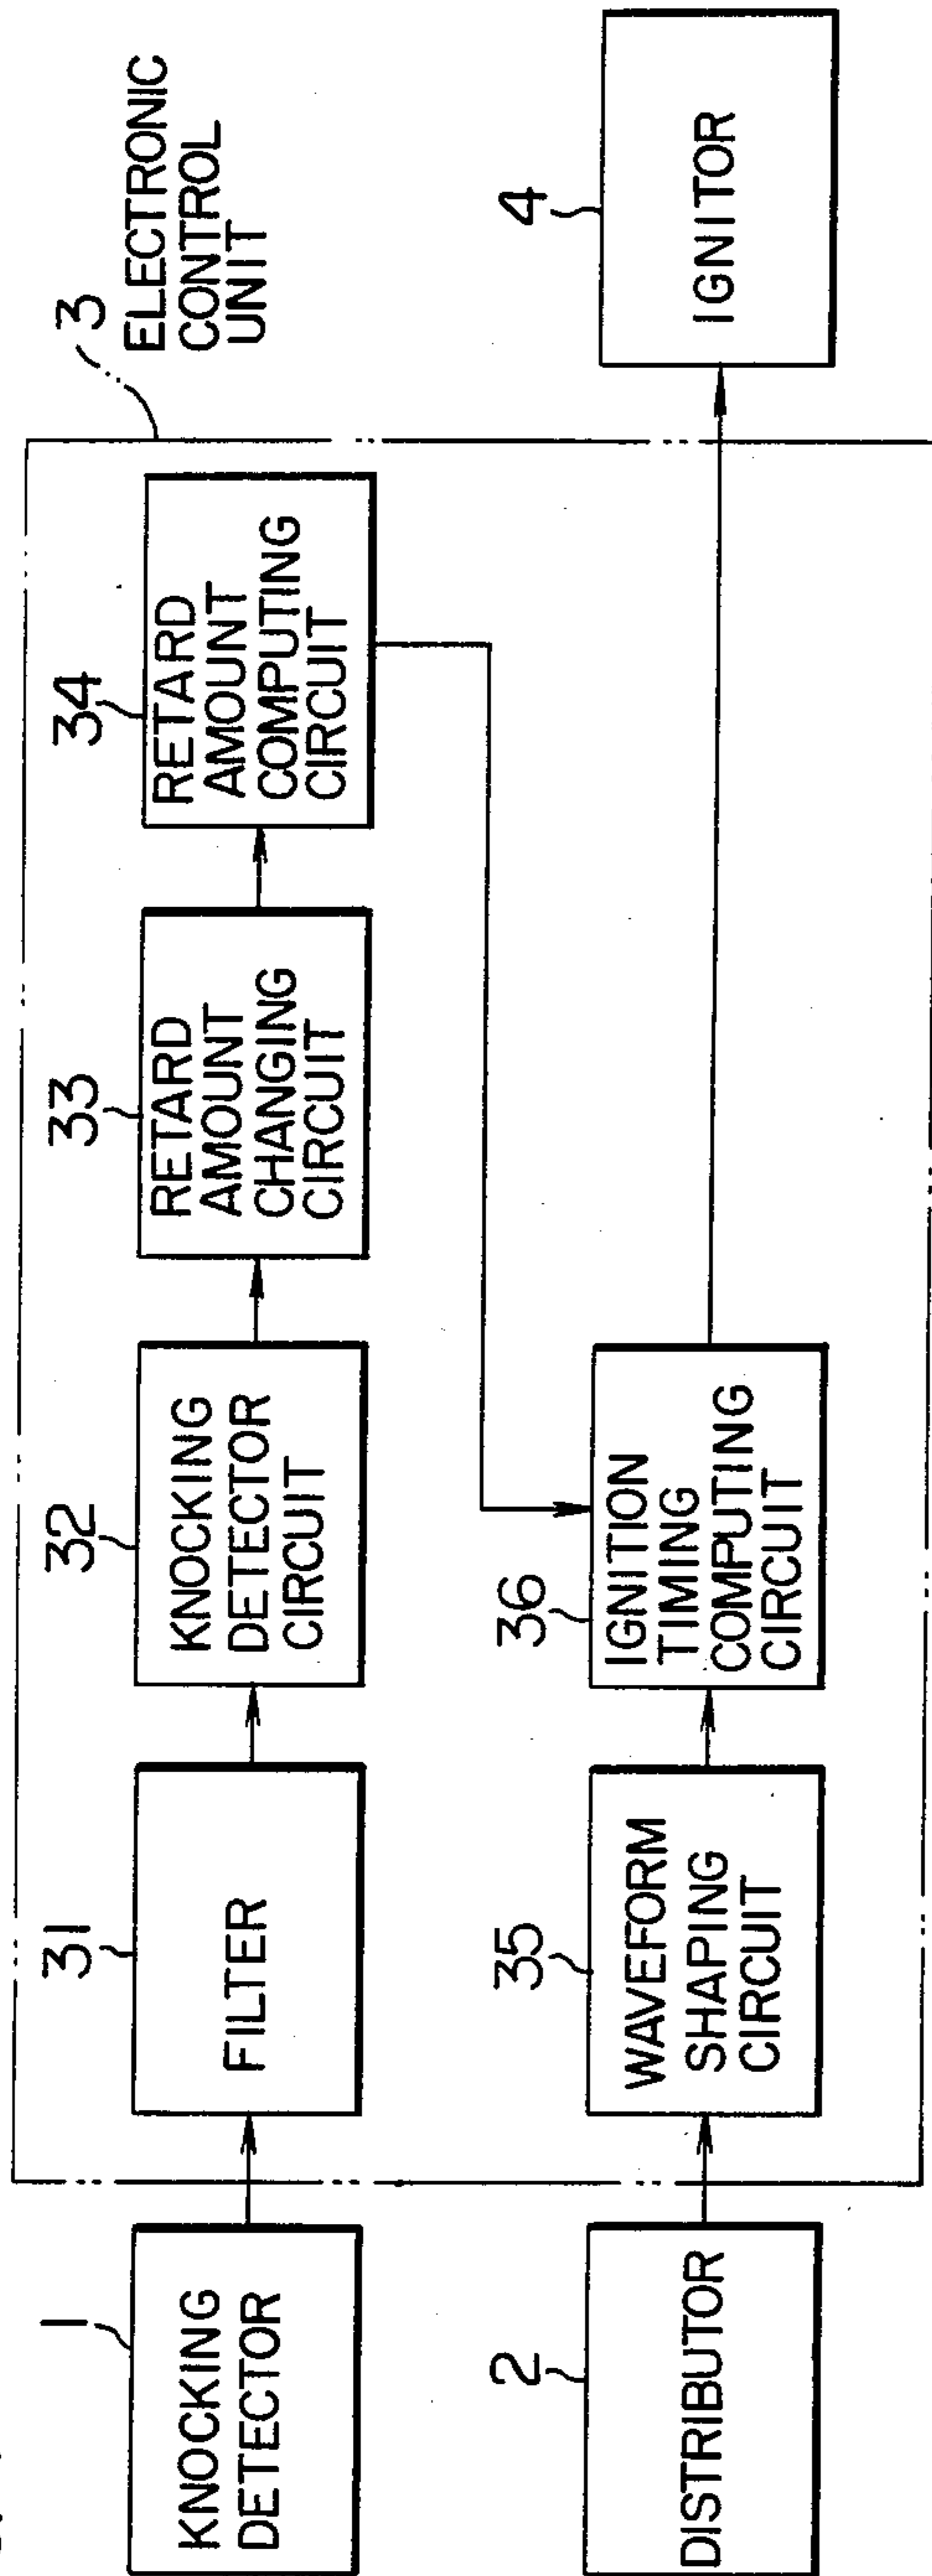 1
KNOCKING
DETECTOR
31
FILTER
32
KNOCKING
DETECTOR
CIRCUIT
33
RETARD
AMOUNT
CHANGING
CIRCUIT
34
RETARD
AMOUNT
COMPUTING
CIRCUIT
3
ELECTRONIC
CONTROL
UNIT
2
DISTRIBUTOR
35
WAVEFORM
SHAPING
CIRCUIT
36
IGNITION
TIMING
COMPUTING
CIRCUIT
4
IGNITOR